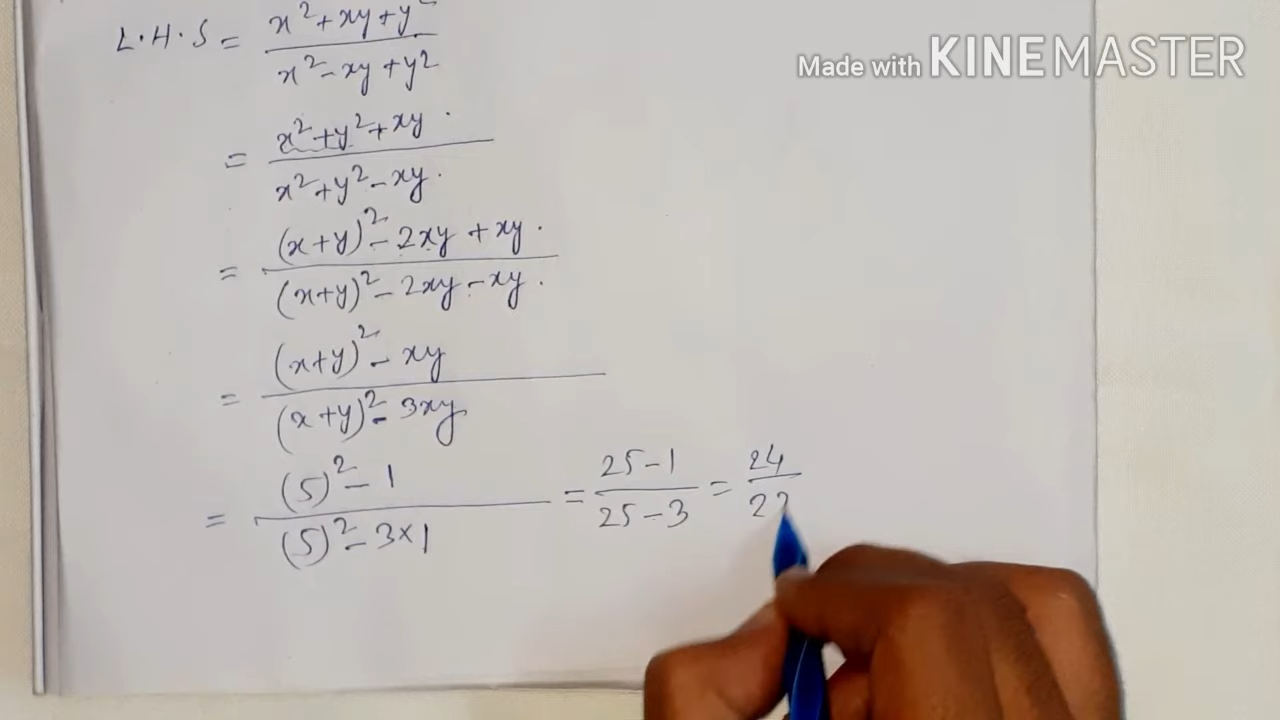 Made with KINEMASTER
L.H.S = x²+xy+y² / x²-xy+y²
= x²+y²+xy. / x²+y²-xy.
= (x+y)²-2xy+xy. / (x+y)²-2xy-xy.
= (x+y)²-xy / (x+y)²-3xy
= (5)²-1 / (5)²-3×1 = 25-1 / 25-3 = 24 / 22